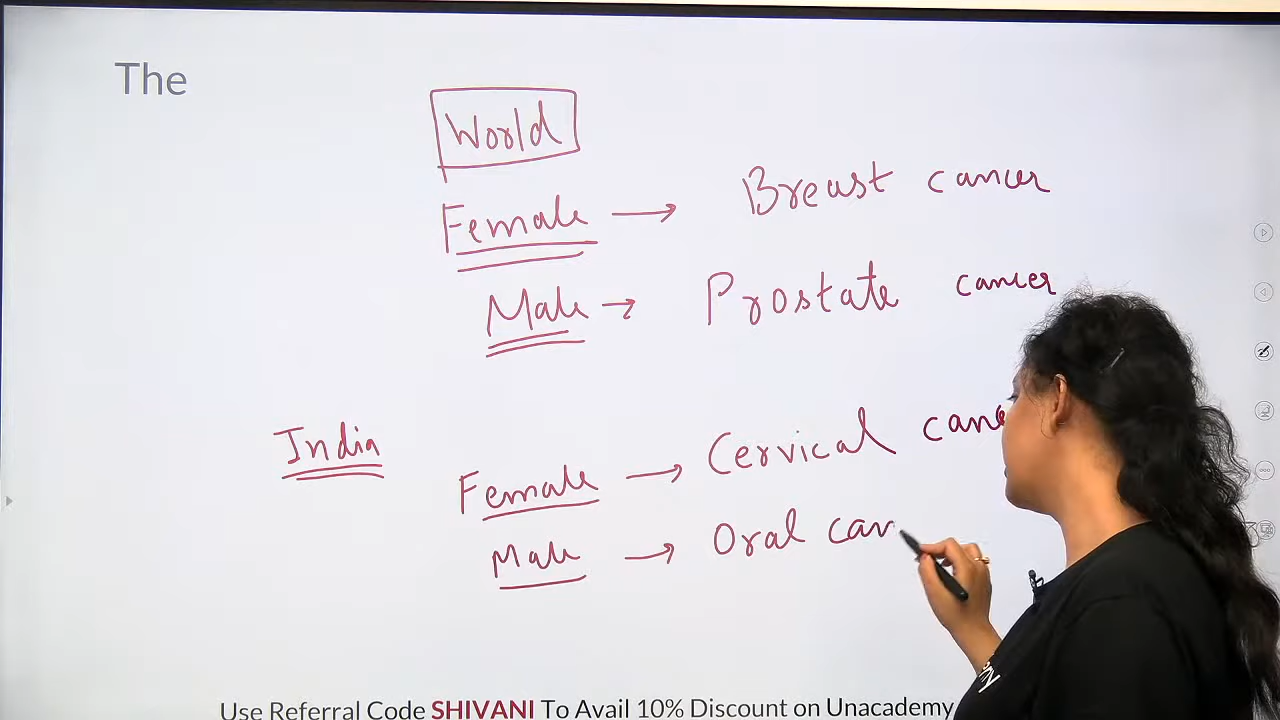 The
World
Female → Breast cancer
Male → Prostate cancer
India
Female → Cervical canc
Male → Oral can
Use Referral Code SHIVANI To Avail 10% Discount on Unacademy